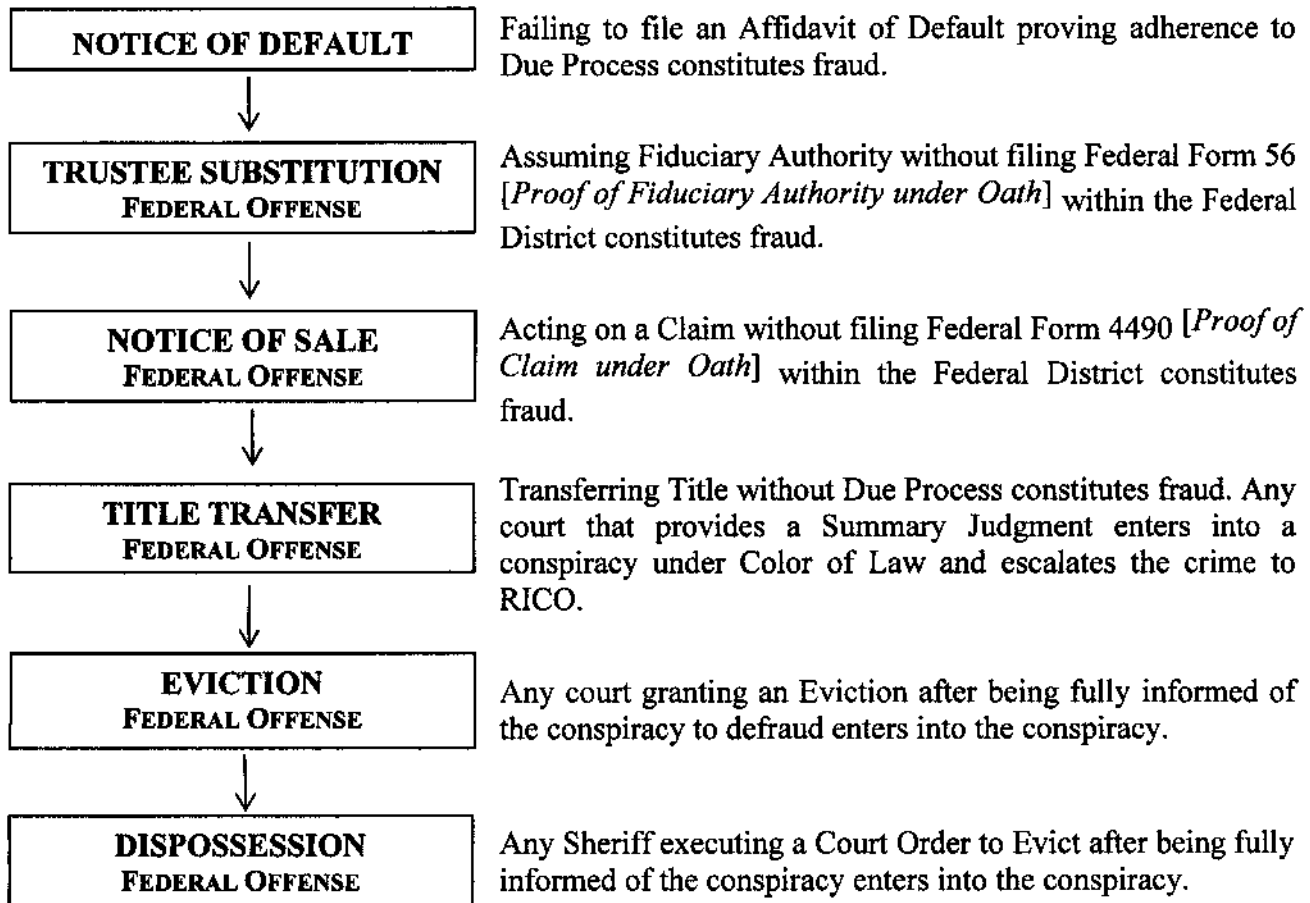 NOTICE OF DEFAULT
Failing to file an Affidavit of Default proving adherence to
Due Process constitutes fraud.
TRUSTEE SUBSTITUTION
FEDERAL OFFENSE
Assuming Fiduciary Authority without filing Federal Form 56
[Proof of Fiduciary Authority under Oath] within the Federal
District constitutes fraud.
NOTICE OF SALE
FEDERAL OFFENSE
Acting on a Claim without filing Federal Form 4490 [Proof of
Claim under Oath] within the Federal District constitutes
fraud.
TITLE TRANSFER
FEDERAL OFFENSE
Transferring Title without Due Process constitutes fraud. Any
court that provides a Summary Judgment enters into a
conspiracy under Color of Law and escalates the crime to
RICO.
EVICTION
FEDERAL OFFENSE
Any court granting an Eviction after being fully informed of
the conspiracy to defraud enters into the conspiracy.
DISPOSSESSION
FEDERAL OFFENSE
Any Sheriff executing a Court Order to Evict after being fully
informed of the conspiracy enters into the conspiracy.